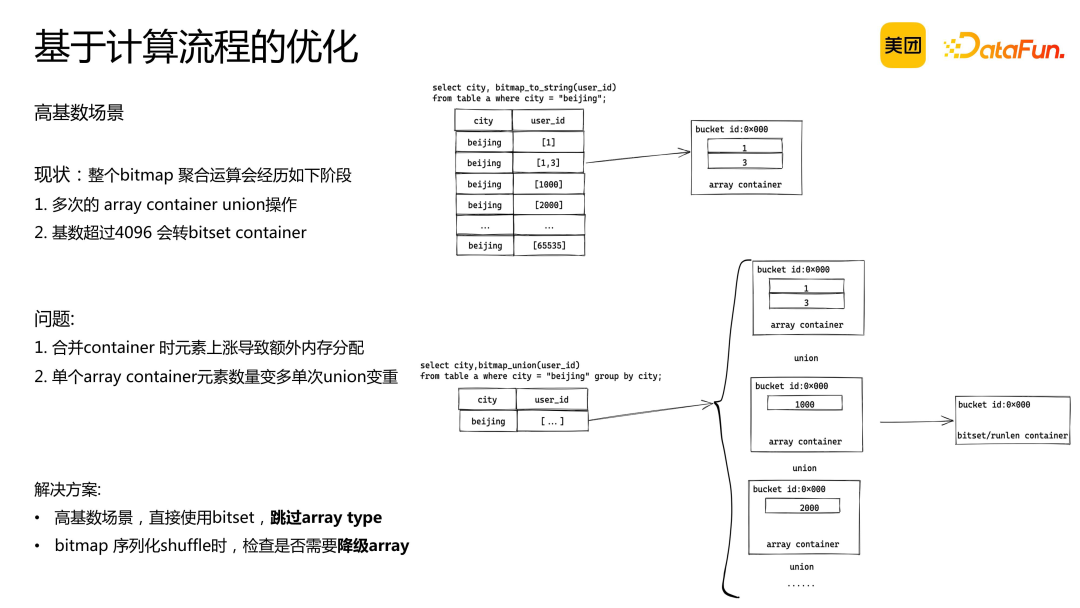 基于计算流程的优化
美团
DataFun.
高基数场景
现状：整个bitmap 聚合运算会经历如下阶段
1. 多次的 array container union操作
2. 基数超过4096 会转bitset container
问题:
1. 合并container 时元素上涨导致额外内存分配
2. 单个array container元素数量变多单次union变重
解决方案:
• 高基数场景，直接使用bitset，跳过array type
• bitmap 序列化shuffle时，检查是否需要降级array
select city, bitmap_to_string(user_id)
from table a where city = "beijing";
city user_id
beijing [1]
beijing [1,3]
beijing [1000]
beijing [2000]
... ...
beijing [65535]
bucket id:0×000
1
3
array container
select city,bitmap_union(user_id)
from table a where city = "beijing" group by city;
city user_id
beijing [...]
bucket id:0×000
1
3
array container
union
bucket id:0×000
1000
array container
union
bucket id:0×000
2000
array container
union
......
bucket id:0×000
bitset/runlen container